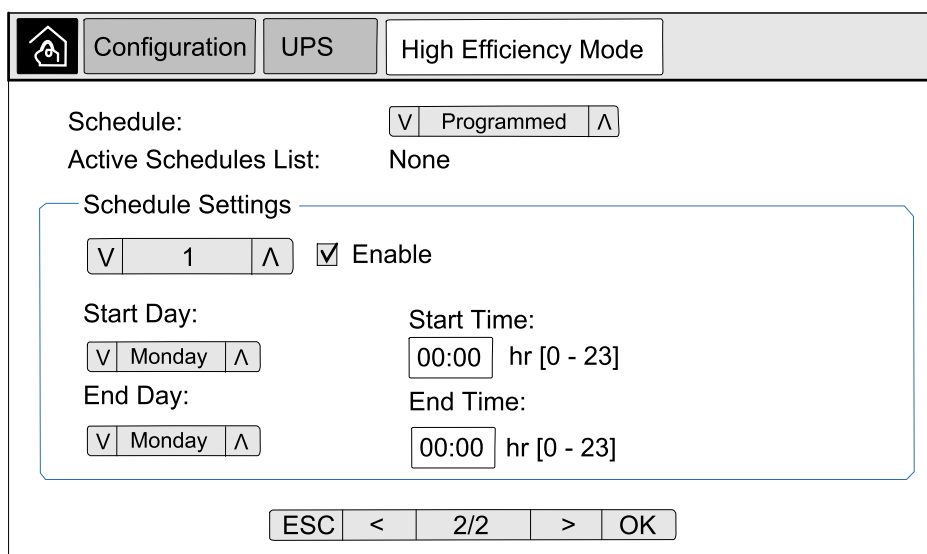 Configuration UPS High Efficiency Mode
Schedule: V Programmed Λ
Active Schedules List: None
Schedule Settings
V 1 Λ Enable
Start Day: Start Time:
V Monday Λ 00:00 hr [0 - 23]
End Day: End Time:
V Monday Λ 00:00 hr [0 - 23]
ESC < 2/2 > OK